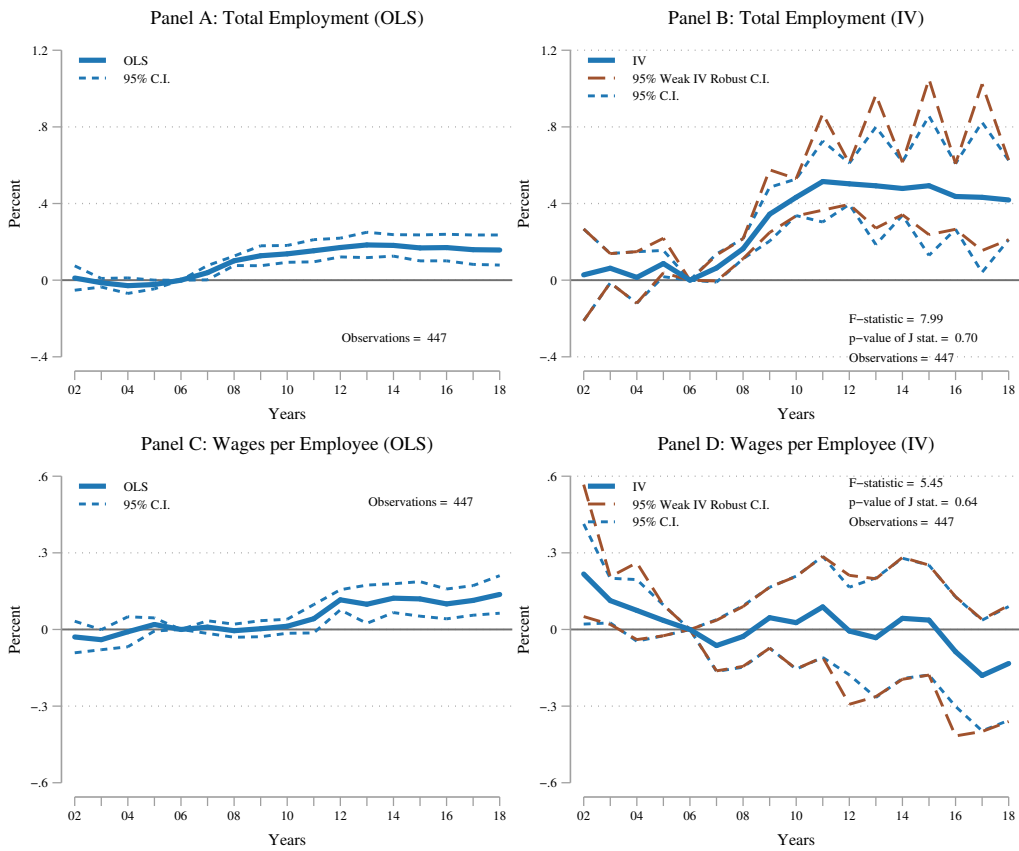 Panel A: Total Employment (OLS)
OLS
95% C.I.
1.2
.8
.4
0
−.4
Percent
Observations = 447
02 04 06 08 10 12 14 16 18
Years
Panel B: Total Employment (IV)
IV
95% Weak IV Robust C.I.
95% C.I.
1.2
.8
.4
0
−.4
Percent
F−statistic = 7.99
p−value of J stat. = 0.70
Observations = 447
02 04 06 08 10 12 14 16 18
Years
Panel C: Wages per Employee (OLS)
OLS
95% C.I.
Observations = 447
.6
.3
0
−.3
−.6
Percent
02 04 06 08 10 12 14 16 18
Years
Panel D: Wages per Employee (IV)
IV
95% Weak IV Robust C.I.
95% C.I.
F−statistic = 5.45
p−value of J stat. = 0.64
Observations = 447
.6
.3
0
−.3
−.6
Percent
02 04 06 08 10 12 14 16 18
Years